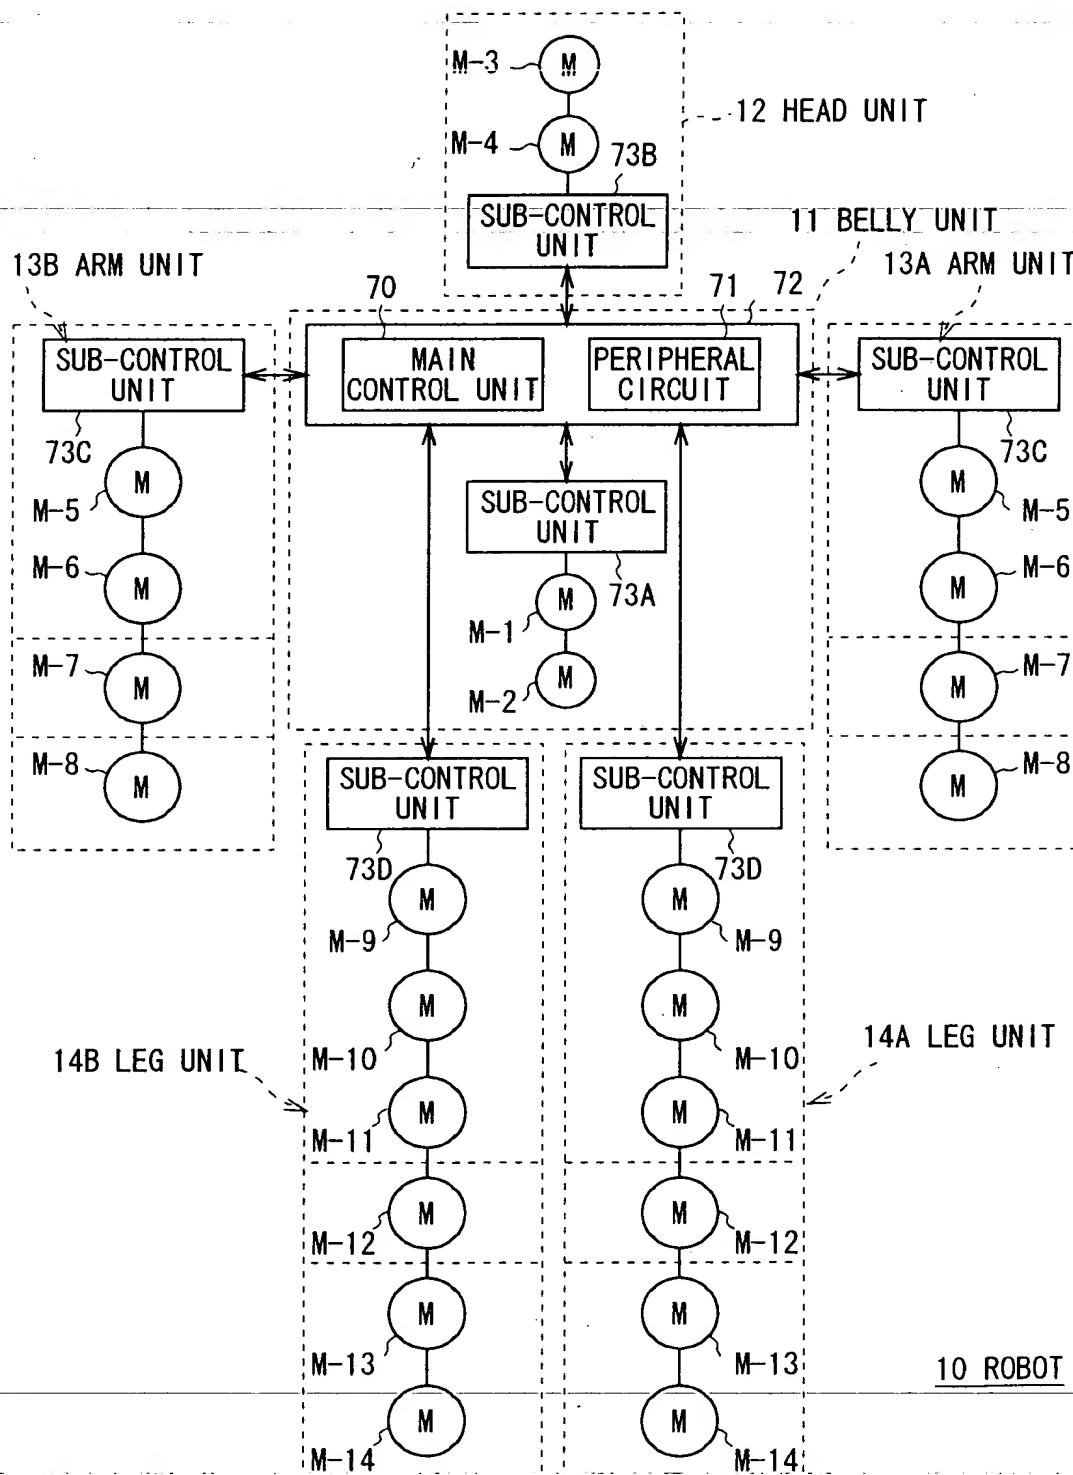 M-3
M
12 HEAD UNIT
M-4
M
73B
SUB-CONTROL
UNIT
11 BELLY UNIT
13B ARM UNIT
13A ARM UNIT
70
71
72
SUB-CONTROL
UNIT
MAIN
CONTROL UNIT
PERIPHERAL
CIRCUIT
SUB-CONTROL
UNIT
73C
73C
M
M-5
SUB-CONTROL
UNIT
M
M-5
M-6
M
73A
M
M-6
M
M-1
M-7
M
M
M-2
M
M-7
M-8
M
M
M-8
SUB-CONTROL
UNIT
SUB-CONTROL
UNIT
73D
73D
M
M-9
M
M-9
M
M-10
M
M-10
14B LEG UNIT
14A LEG UNIT
M
M-11
M
M-11
M
M-12
M
M-12
M
M-13
M
M-13
10 ROBOT
M
M-14
M
M-14